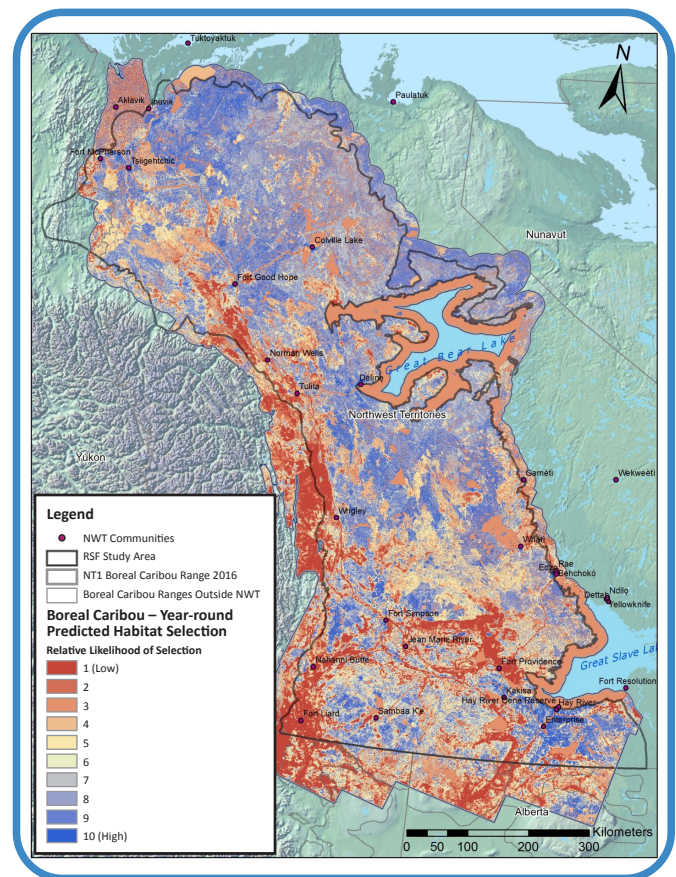 Tuktoyaktuk
N
Paulatuk
Aklavik
Inuvik
Fort McPherson
Tsiigehtchic
Nunavut
Colville Lake
Fort Good Hope
Great Bear Lake
Norman Wells
Délįnę
Tulita
Northwest Territories
Yukon
Gamètì
Wekweètì
Wrigley
Whatì
Edzo
Rae
Behchokǫ̀
Dettah
Ndilǫ
Yellowknife
Fort Simpson
Jean Marie River
Great Slave La
Nahanni Butte
Fort Providence
Fort Resolution
Kakisa
Hay River Dene Reserve
Hay River
Fort Liard
Sambaa K'e
Enterprise
Alberta
Kilometers
0 50 100 200 300
Legend
NWT Communities
RSF Study Area
NT1 Boreal Caribou Range 2016
Boreal Caribou Ranges Outside NWT
Boreal Caribou – Year-round
Predicted Habitat Selection
Relative Likelihood of Selection
1 (Low)
2
3
4
5
6
7
8
9
10 (High)